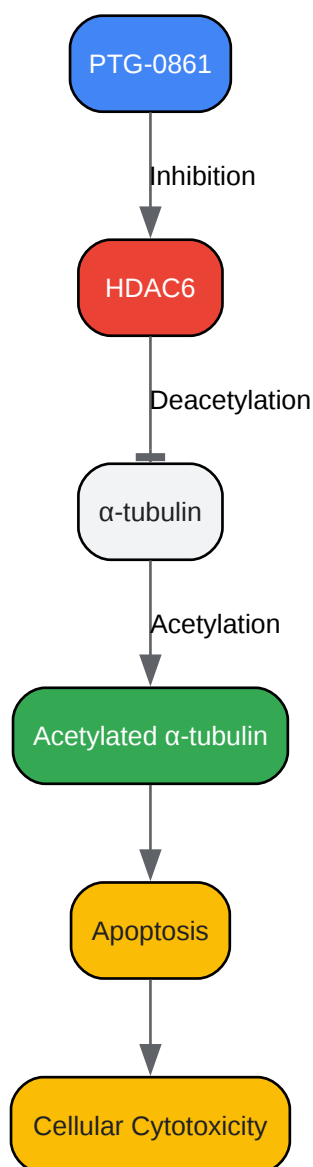 PTG-0861
Inhibition
HDAC6
Deacetylation
α-tubulin
Acetylation
Acetylated α-tubulin
Apoptosis
Cellular Cytotoxicity